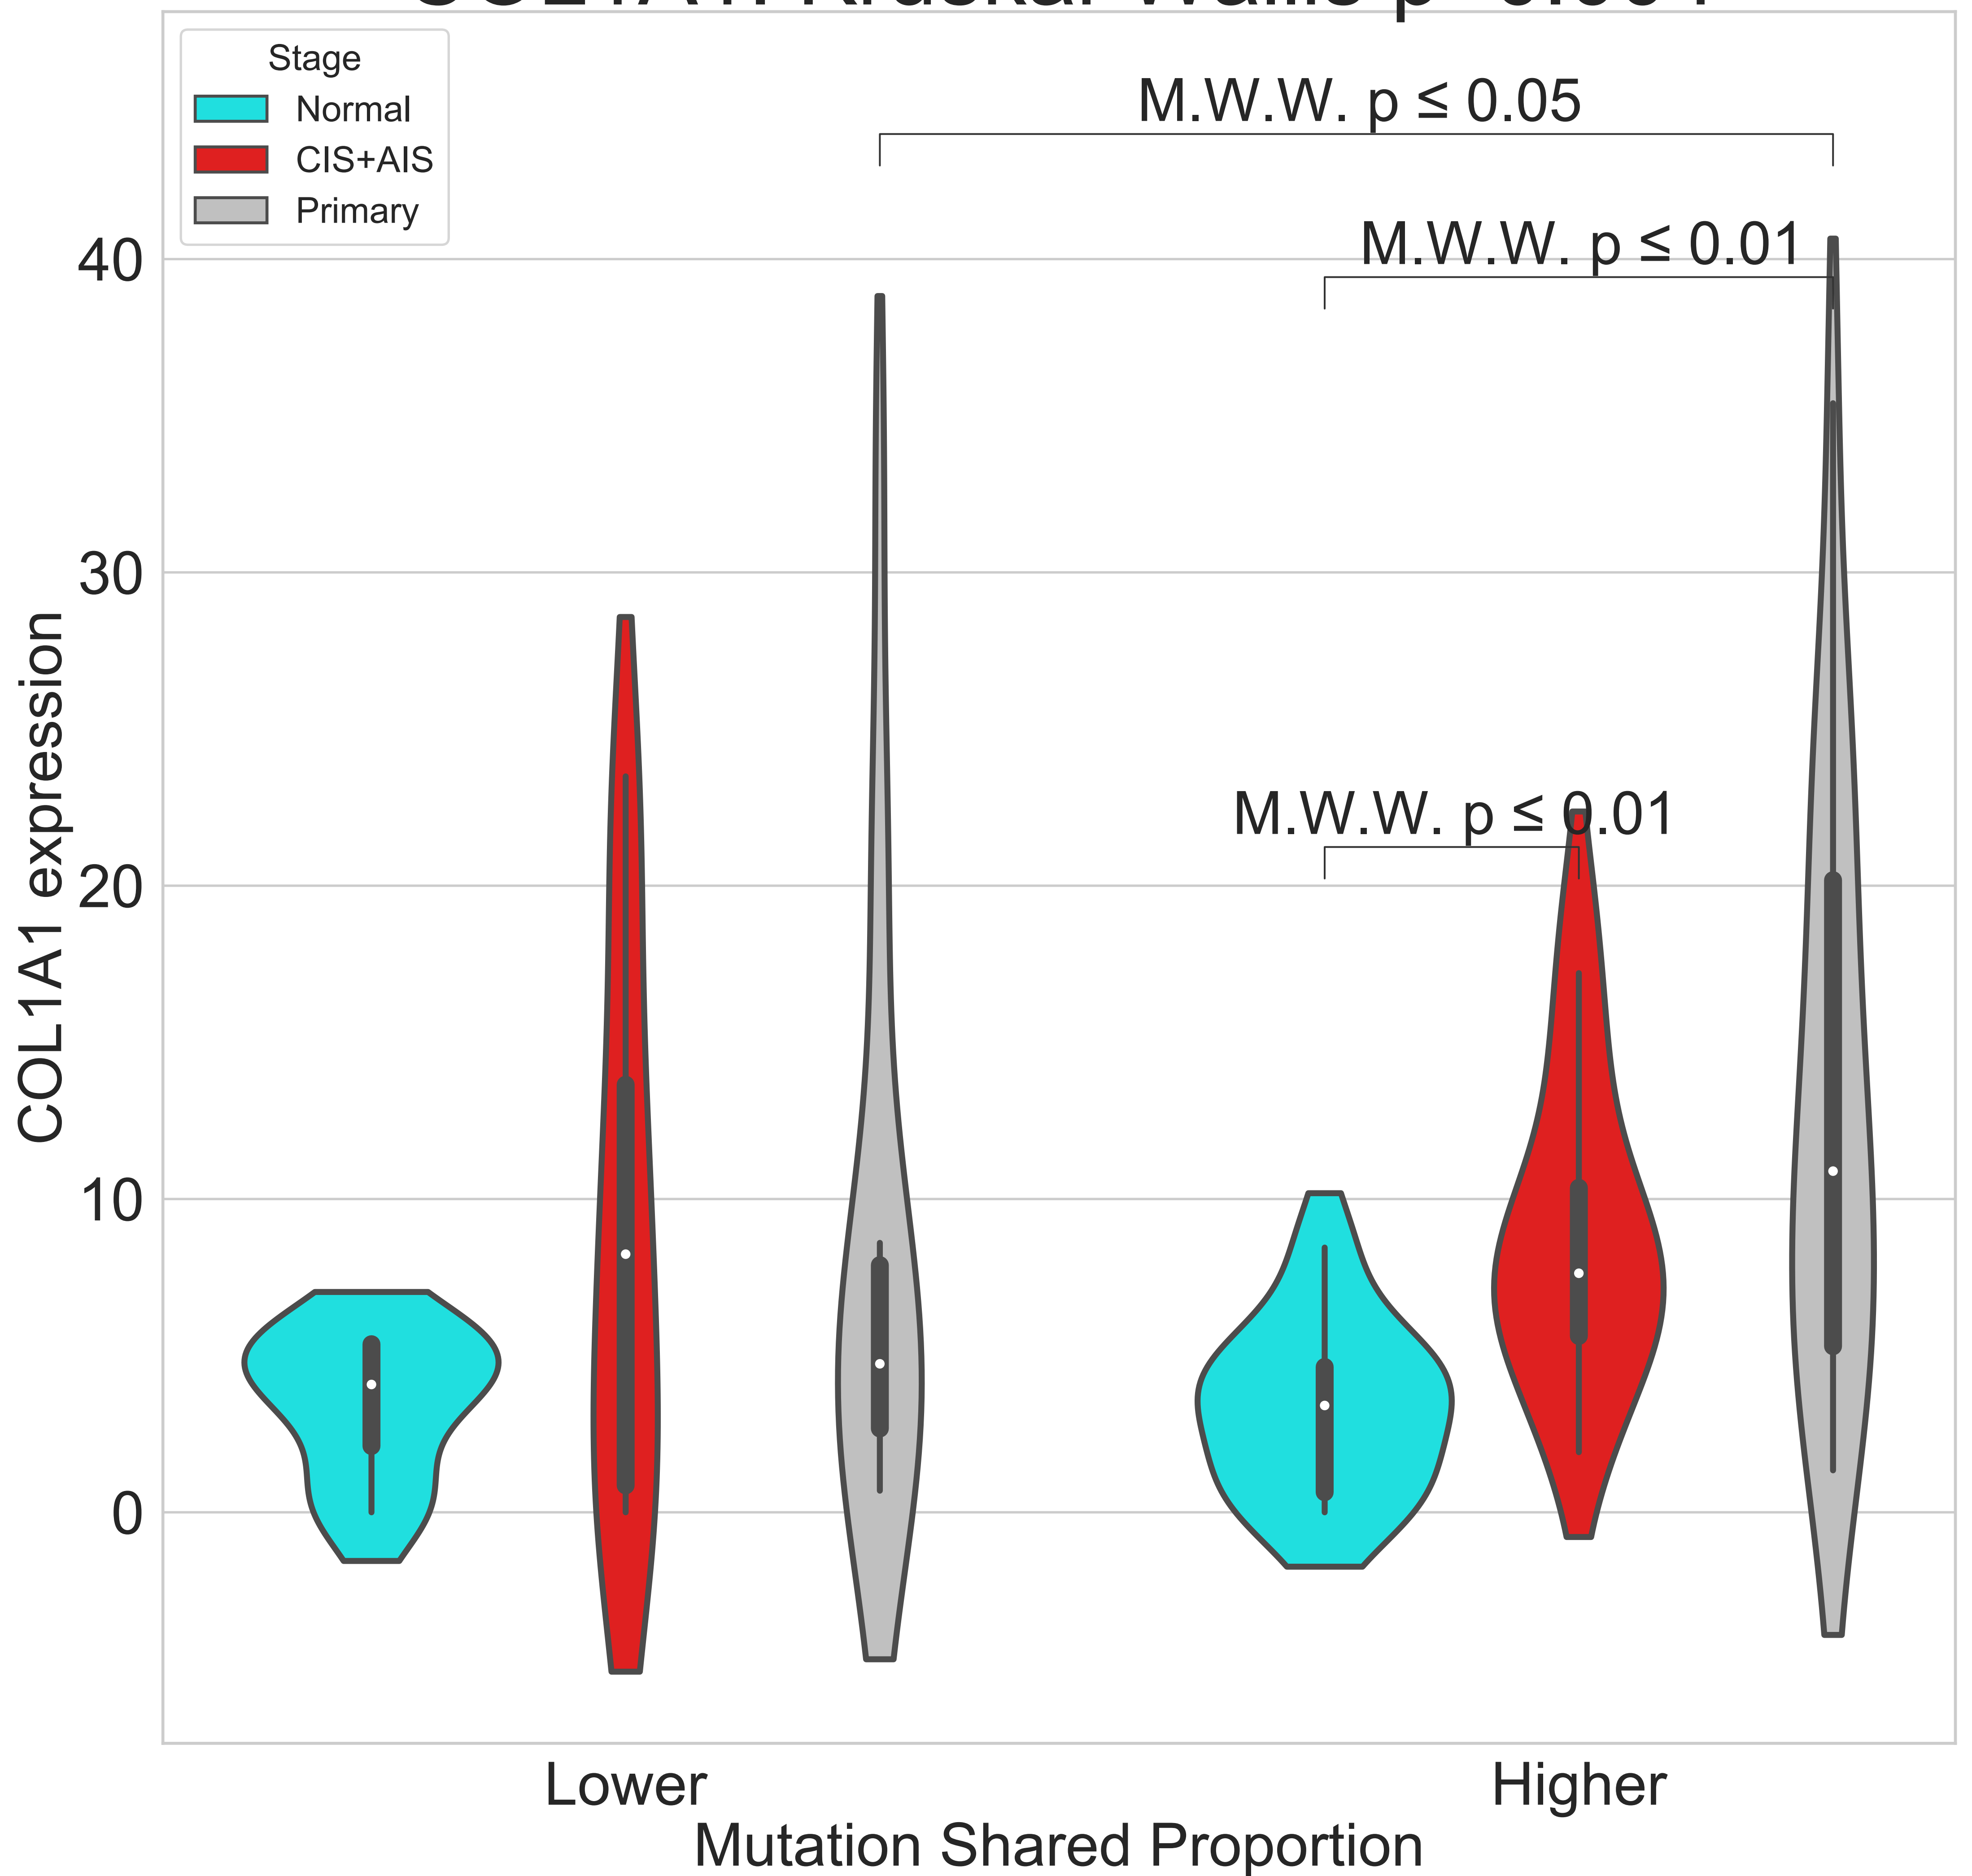 Stage
Normal
CIS+AIS
Primary
M.W.W. p ≤ 0.05
M.W.W. p ≤ 0.01
M.W.W. p ≤ 0.01
40
30
20
10
0
COL1A1 expression
Lower
Higher
Mutation Shared Proportion